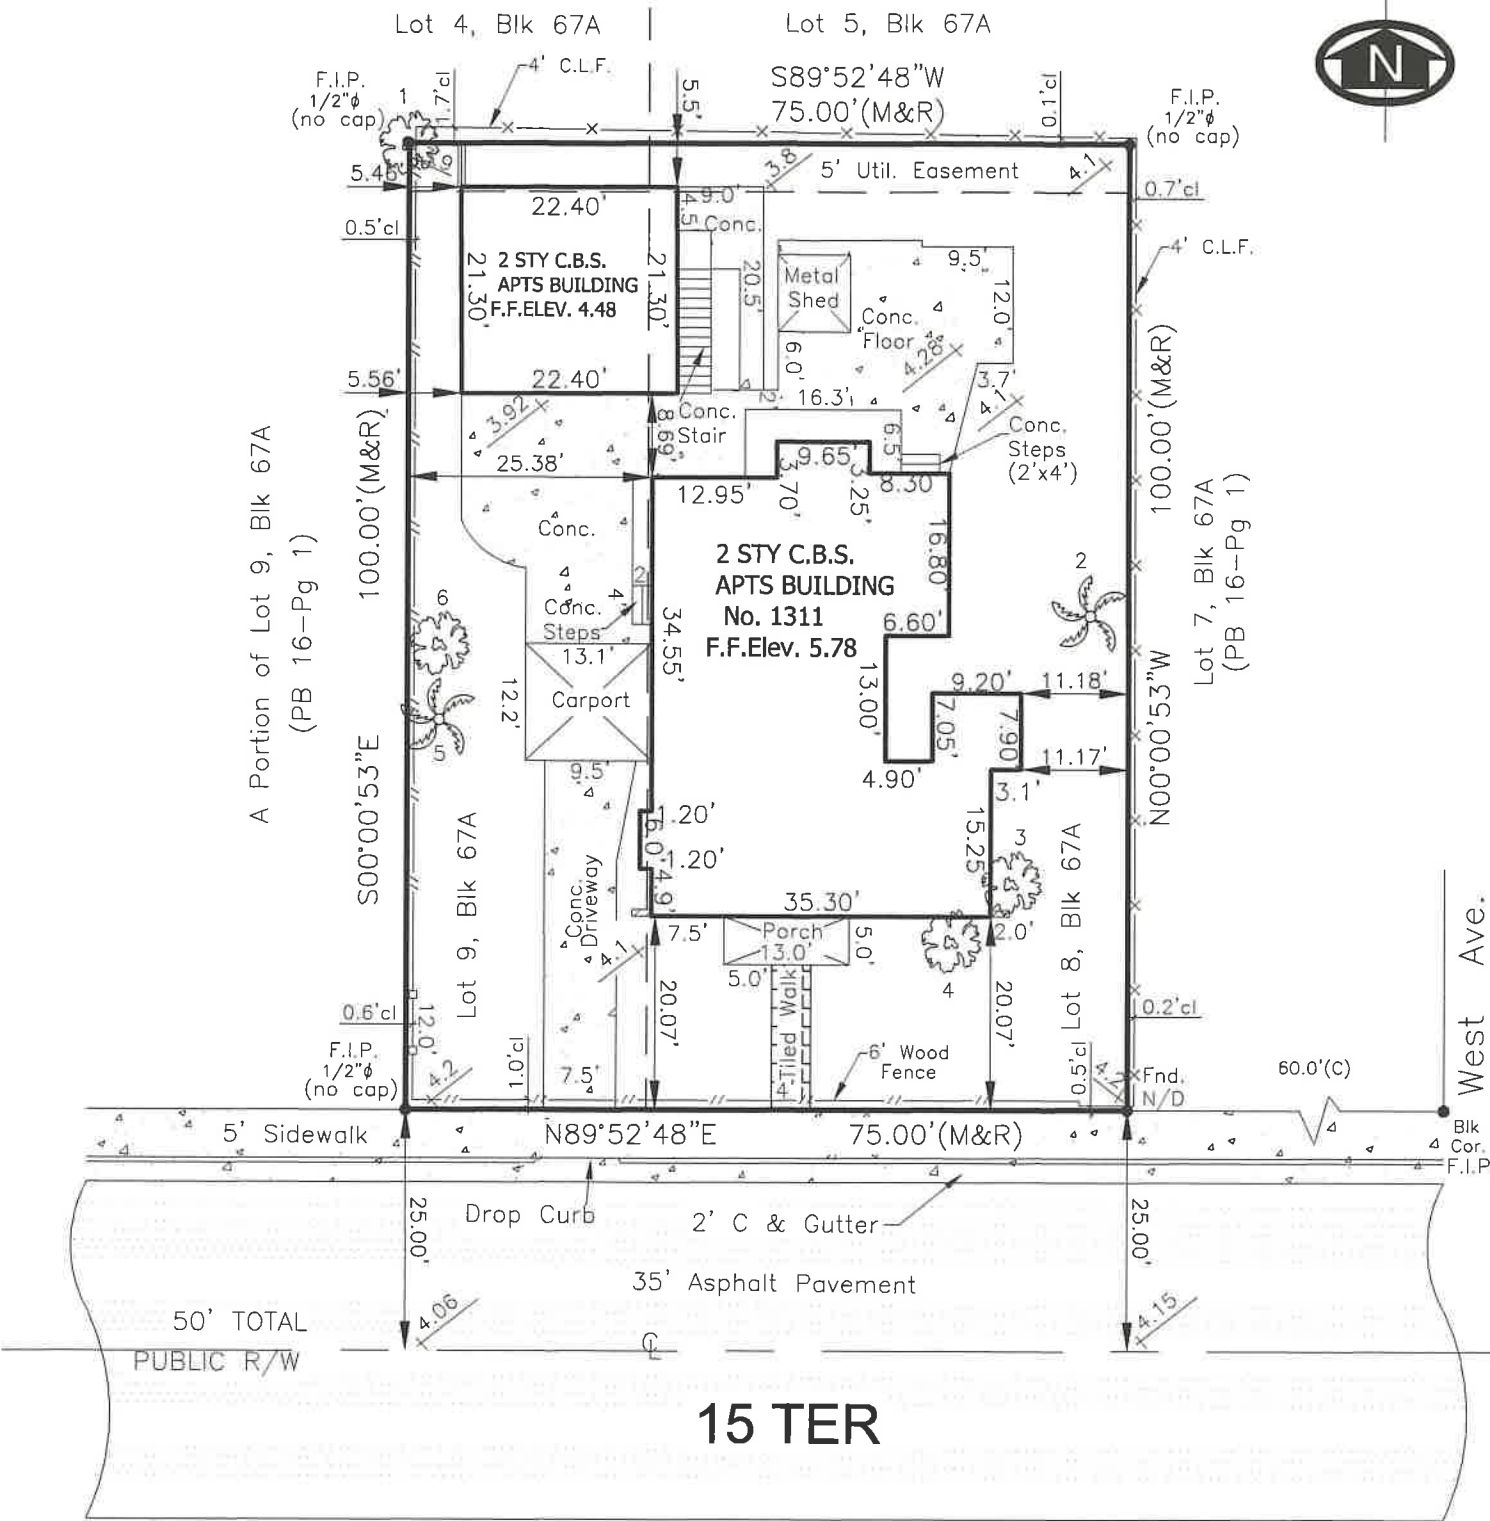 Lot 4, Blk 67A
Lot 5, Blk 67A
N
F.I.P.
1/2"ϕ
(no cap)
1
1.7'cl
4' C.L.F.
5.5'
S89°52'48"W
75.00'(M&R)
0.1'cl
F.I.P.
1/2"ϕ
(no cap)
3.8
5' Util. Easement
4.1
5.45'
22.40'
9.0'
4.5
Conc.
0.7'cl
0.5'cl
4' C.L.F.
21.30'
2 STY C.B.S.
APTS BUILDING
F.F.ELEV. 4.48
21.30'
20.5'
Metal
Shed
9.5'
12.0'
Conc.
Floor
4.28
6.0'
5.56'
22.40'
2'
16.3'
3.7'
4.1
3.92
8.69'
Conc.
Stair
6.5'
Conc.
Steps
(2'x4')
25.38'
12.95'
3.70'
9.65'
3.25'
8.30'
16.80'
A Portion of Lot 9, Blk 67A
(PB 16-Pg 1)
100.00'(M&R)
S00°00'53"E
100.00'(M&R)
N00°00'53"W
Lot 7, Blk 67A
(PB 16-Pg 1)
Conc.
2 STY C.B.S.
APTS BUILDING
No. 1311
F.F.Elev. 5.78
2
2
4
Conc.
Steps
6
34.55'
6.60'
13.1'
12.2'
Carport
13.00'
9.20'
11.18'
7.05'
7.90'
5
9.5'
4.90'
11.17'
3.1'
1.20'
6.0'
1.20'
4.9'
15.25'
3
Lot 9, Blk 67A
Conc.
Driveway
Lot 8, Blk 67A
35.30'
7.5'
Porch
13.0'
5.0'
2.0'
4.1
5.0'
4
20.07'
20.07'
4' Tiled Walk
West Ave.
0.6'cl
12.0'
F.I.P.
1/2"ϕ
(no cap)
4.2
1.0'cl
7.5'
6' Wood
Fence
0.5'cl
4.2
0.2'cl
Fnd.
N/D
60.0'(C)
5' Sidewalk
N89°52'48"E
75.00'(M&R)
Blk
Cor.
F.I.P.
25.00'
Drop Curb
2' C & Gutter
25.00'
35' Asphalt Pavement
50' TOTAL
PUBLIC R/W
4.06
℄
4.15
15 TER